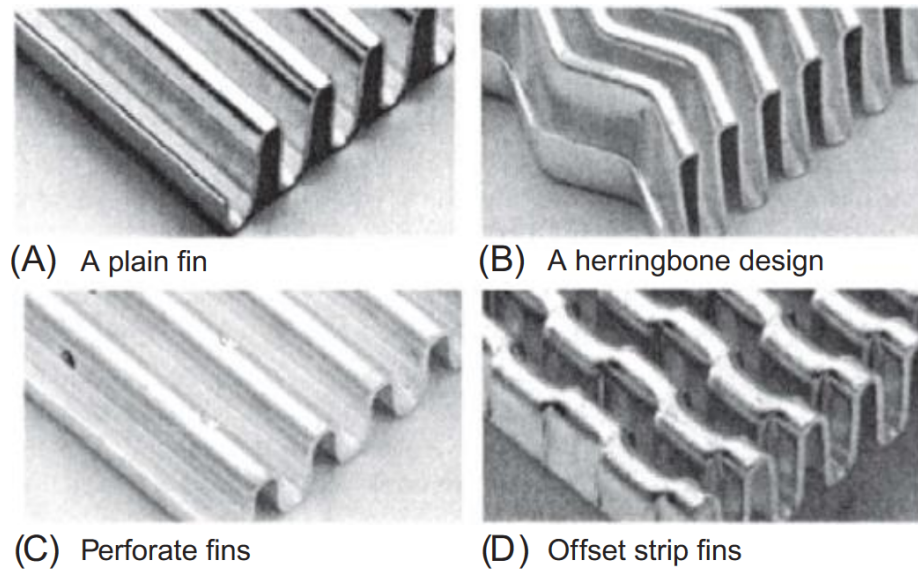 (A) A plain fin
(B) A herringbone design
(C) Perforate fins
(D) Offset strip fins